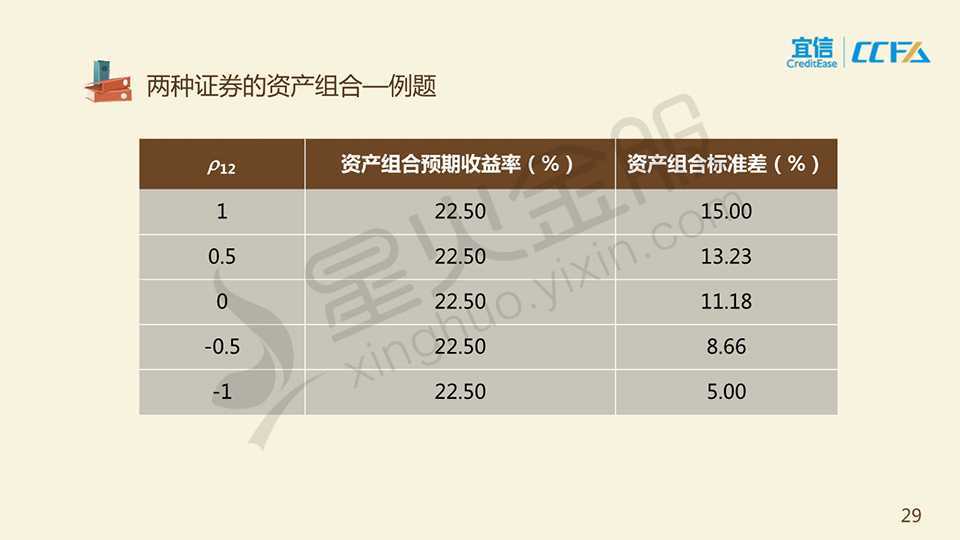 宜信
CreditEase
CCFA
两种证券的资产组合—例题
ρ12 资产组合预期收益率（%） 资产组合标准差（%）
1 22.50 15.00
0.5 22.50 13.23
0 22.50 11.18
-0.5 22.50 8.66
-1 22.50 5.00
星火金服
xinghuo.yixin.com
29